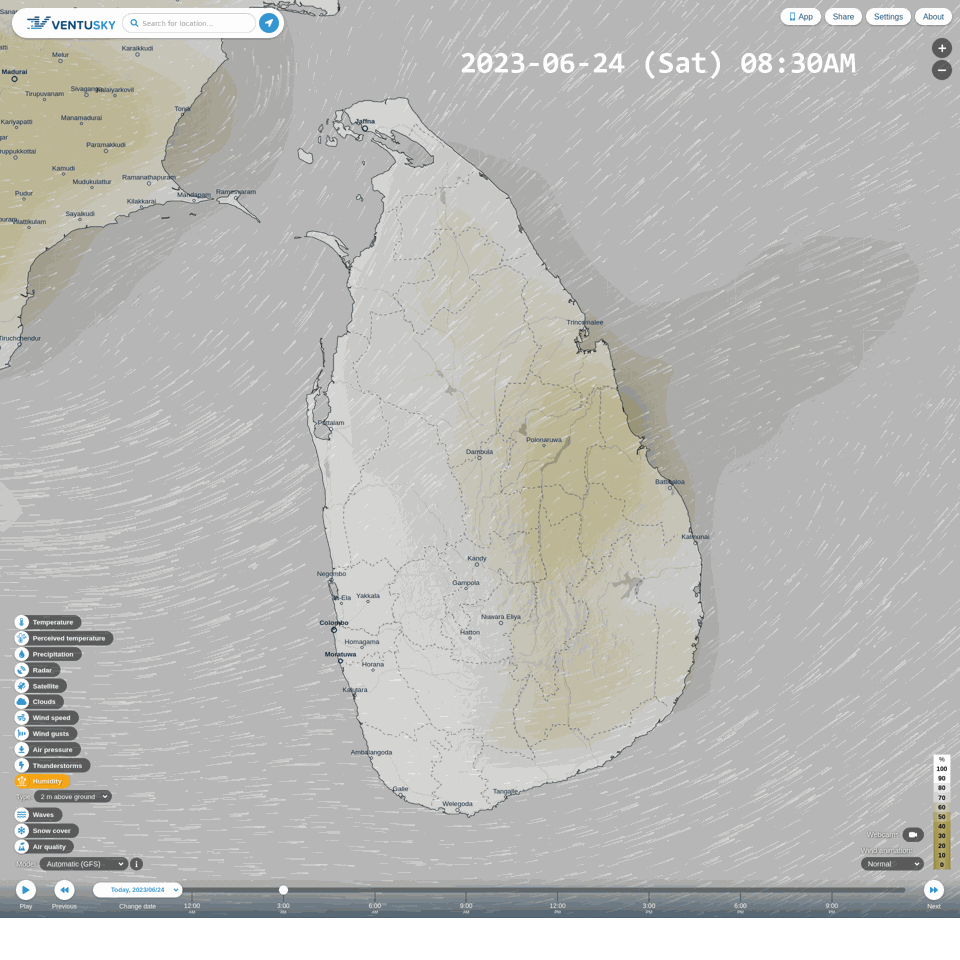 VENTUSKY
Search for location...
App
Share
Settings
About
+
−
2023-06-24 (Sat) 08:30AM
Karaikkudi
Melur
Madurai
Tirupuvanam
Tondi
Kariyapatti
Manamadurai
Paramakkudi
Kamudi
Mudukulattur
Ramanathapuram
Pudur
Mandapam
Rameswaram
Kilakkarai
Sayalkudi
Tiruchchendur
Jaffna
Trincomalee
Puttalam
Polonnaruwa
Dambula
Batticaloa
Kalmunai
Kandy
Negombo
Gampola
Ja-Ela
Yakkala
Nuwara Eliya
Colombo
Hatton
Homagama
Moratuwa
Horana
Kalutara
Ambalangoda
Galle
Tangalle
Welegoda
Temperature
Perceived temperature
Precipitation
Radar
Satellite
Clouds
Wind speed
Wind gusts
Air pressure
Thunderstorms
Humidity
Type: 2 m above ground
Waves
Snow cover
Air quality
Model: Automatic (GFS) i
%
100
90
80
70
60
50
40
30
20
10
0
Webcams:
Wind animation:
Normal
Play
Previous
Today, 2023/06/24
Change date
12:00 AM
3:00 AM
6:00 AM
9:00 AM
12:00 PM
3:00 PM
6:00 PM
9:00 PM
Next